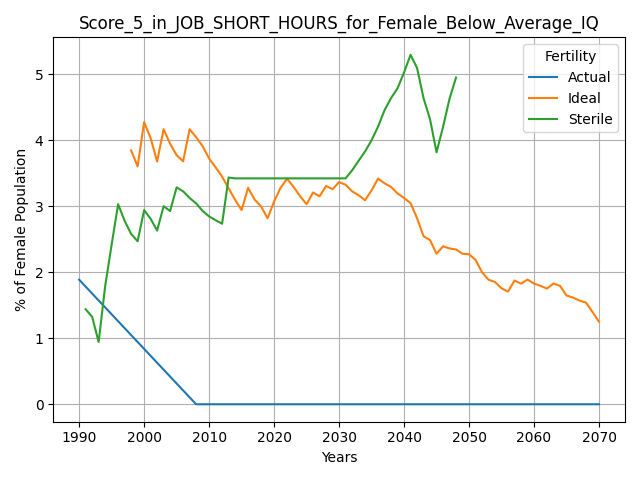 Score_5_in_JOB_SHORT_HOURS_for_Female_Below_Average_IQ
Fertility
Actual
Ideal
Sterile
% of Female Population
5
4
3
2
1
0
1990 2000 2010 2020 2030 2040 2050 2060 2070
Years